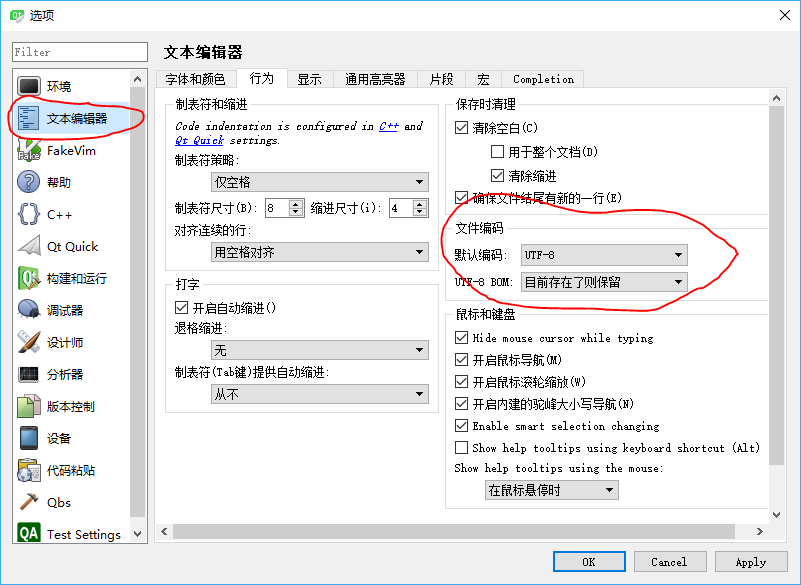 选项
Filter
环境
文本编辑器
FakeVim
帮助
C++
Qt Quick
构建和运行
调试器
设计师
分析器
版本控制
设备
代码粘贴
Qbs
QA Test Settings
文本编辑器
字体和颜色 行为 显示 通用高亮器 片段 宏 Completion
制表符和缩进
Code indentation is configured in C++ and
Qt Quick settings.
制表符策略:
仅空格
制表符尺寸(B): 8 缩进尺寸(i): 4
对齐连续的行:
用空格对齐
打字
开启自动缩进()
退格缩进:
无
制表符(Tab键)提供自动缩进:
从不
保存时清理
清除空白(C)
用于整个文档(D)
清除缩进
确保文件结尾有新的一行(E)
文件编码
默认编码: UTF-8
UTF-8 BOM: 目前存在了则保留
鼠标和键盘
Hide mouse cursor while typing
开启鼠标导航(M)
开启鼠标滚轮缩放(W)
开启内建的驼峰大小写导航(N)
Enable smart selection changing
Show help tooltips using keyboard shortcut (Alt)
Show help tooltips using the mouse:
在鼠标悬停时
OK Cancel Apply